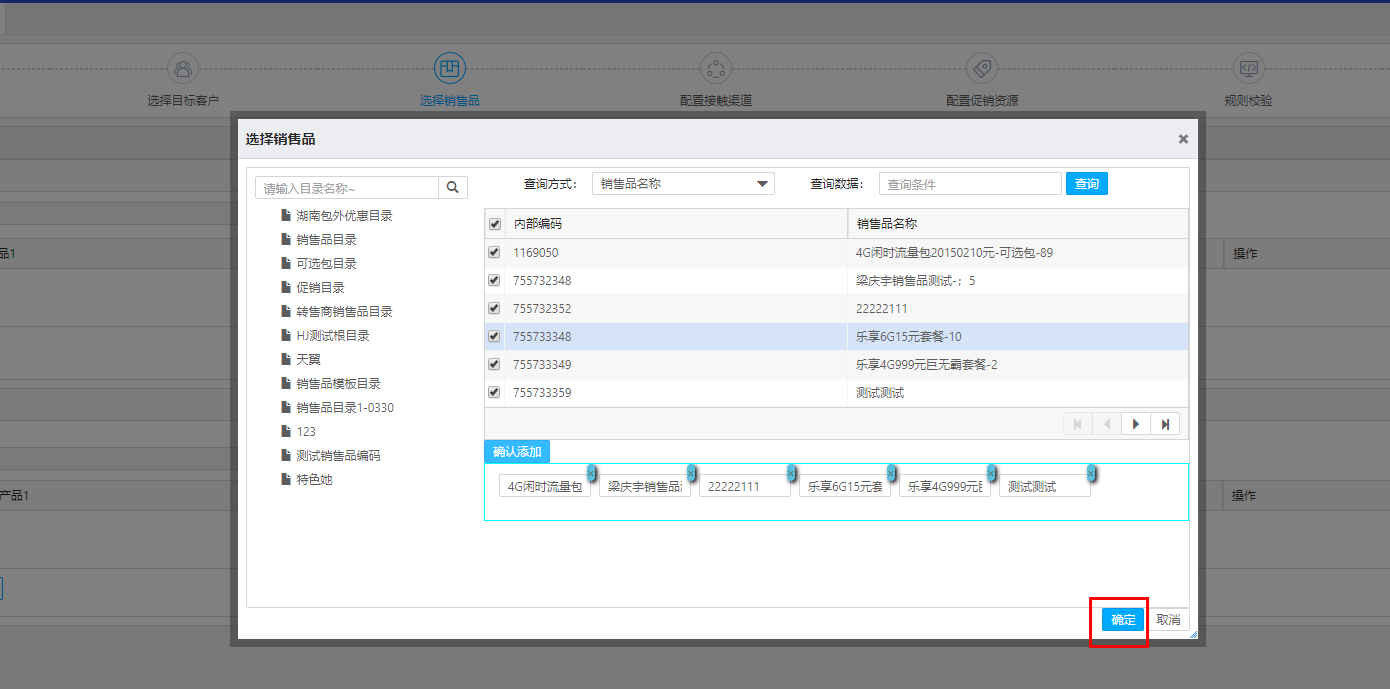 选择目标客户
选择销售品
配置接触渠道
配置促销资源
规则校验
选择销售品
请输入目录名称~
查询方式：
销售品名称
查询数据：
查询条件
查询
湖南包外优惠目录
销售品目录
可选包目录
促销目录
转售商销售品目录
HJ测试根目录
天翼
销售品模板目录
销售品目录1-0330
123
测试销售品编码
特色她
内部编码 销售品名称
1169050 4G闲时流量包20150210元-可选包-89
755732348 梁庆宇销售品测试-；5
755732352 22222111
755733348 乐享6G15元套餐-10
755733349 乐享4G999元巨无霸套餐-2
755733359 测试测试
确认添加
4G闲时流量包 梁庆宇销售品 22222111 乐享6G15元套 乐享4G999元 测试测试
确定 取消
品1
操作
产品1
操作